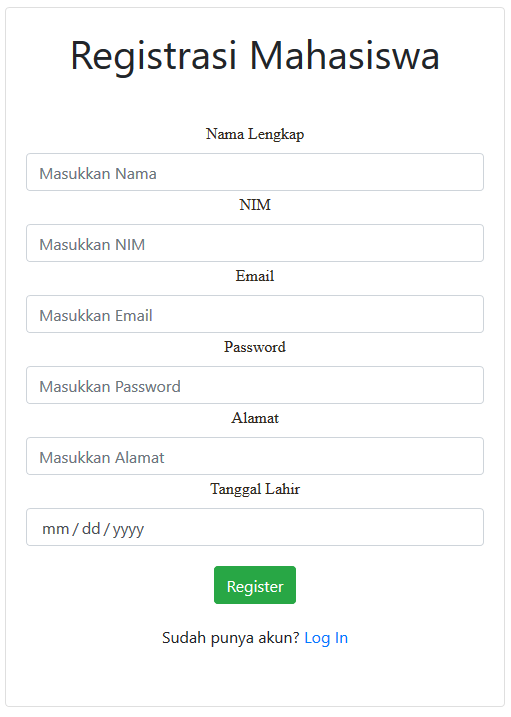 Registrasi Mahasiswa
Nama Lengkap
Masukkan Nama
NIM
Masukkan NIM
Email
Masukkan Email
Password
Masukkan Password
Alamat
Masukkan Alamat
Tanggal Lahir
mm / dd / yyyy
Register
Sudah punya akun? Log In